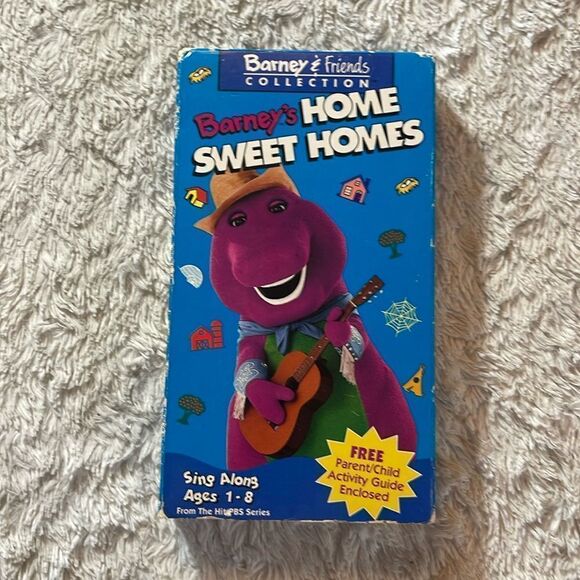 Barney & Friends
COLLECTION
Barney's HOME
SWEET HOMES
FREE
Parent/Child
Activity Guide
Enclosed
Sing Along
Ages 1-8
From The Hit PBS Series